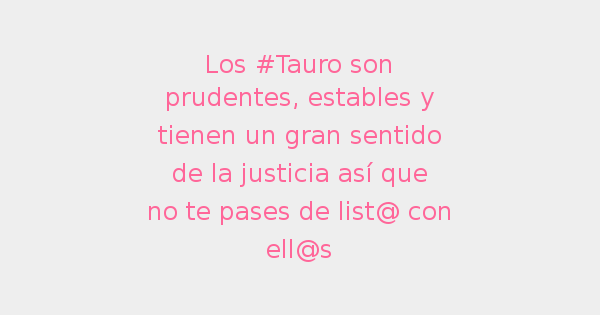 Los #Tauro son
prudentes, estables y
tienen un gran sentido
de la justicia así que
no te pases de list@ con
ell@s